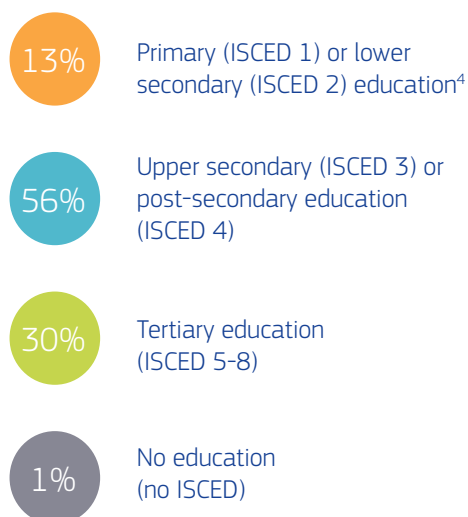 13%
Primary (ISCED 1) or lower
secondary (ISCED 2) education⁴
56%
Upper secondary (ISCED 3) or
post-secondary education
(ISCED 4)
30%
Tertiary education
(ISCED 5-8)
1%
No education
(no ISCED)